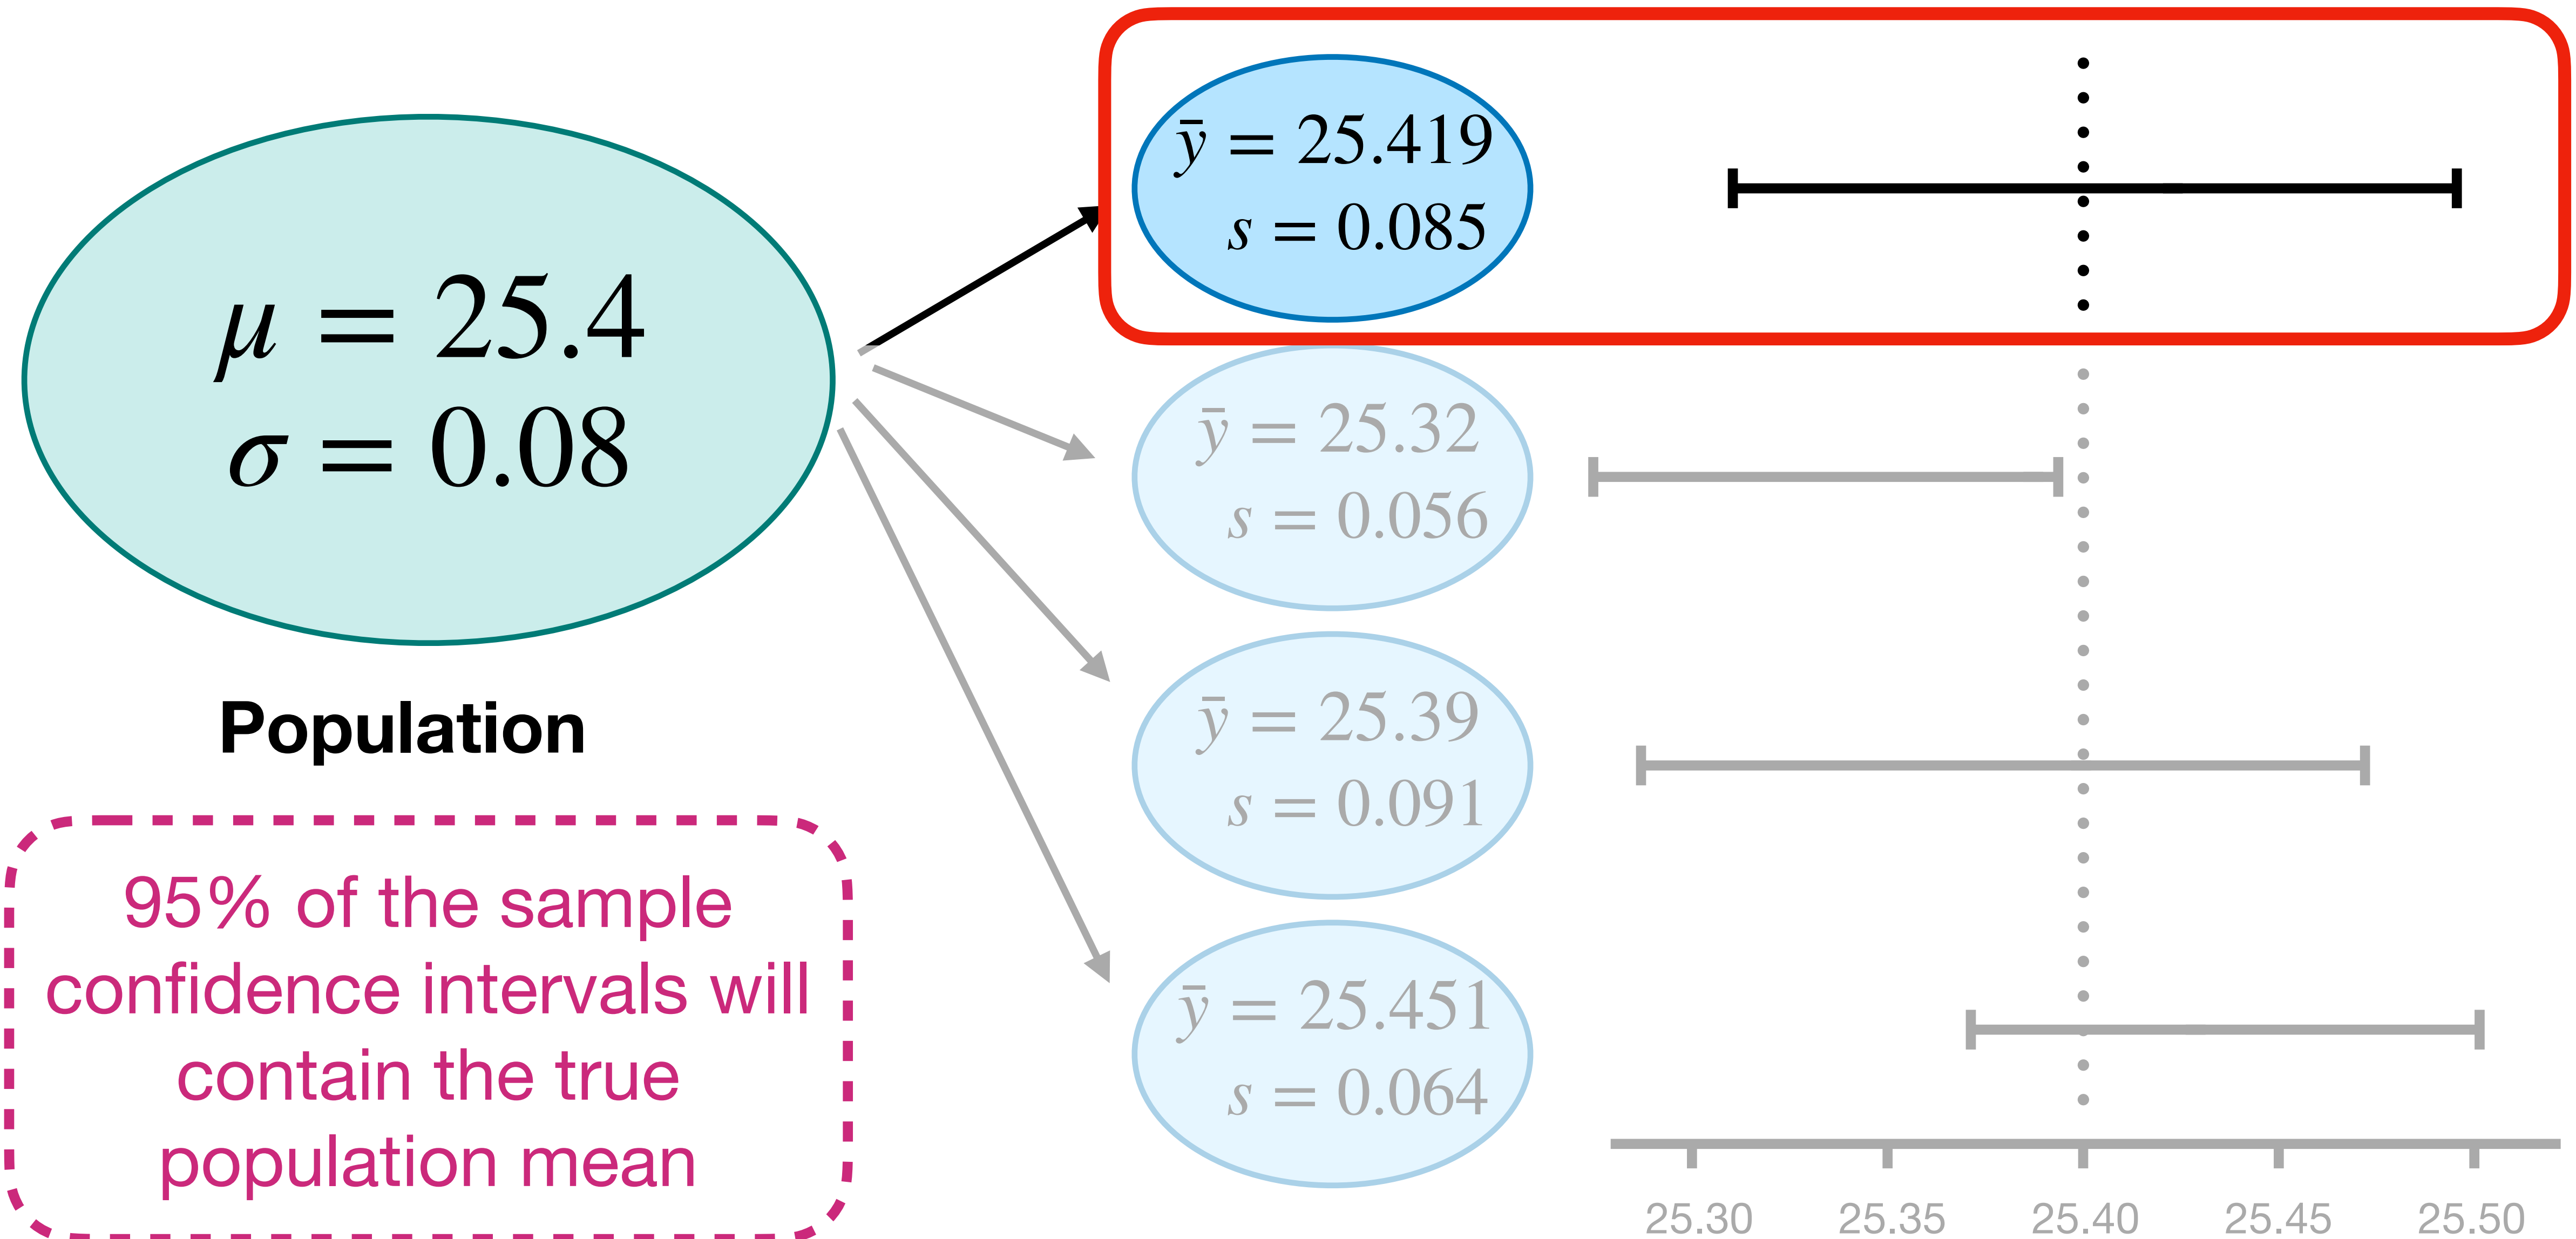 μ = 25.4
σ = 0.08
Population
95% of the sample
confidence intervals will
contain the true
population mean
ȳ = 25.419
s = 0.085
ȳ = 25.32
s = 0.056
ȳ = 25.39
s = 0.091
ȳ = 25.451
s = 0.064
25.30 25.35 25.40 25.45 25.50